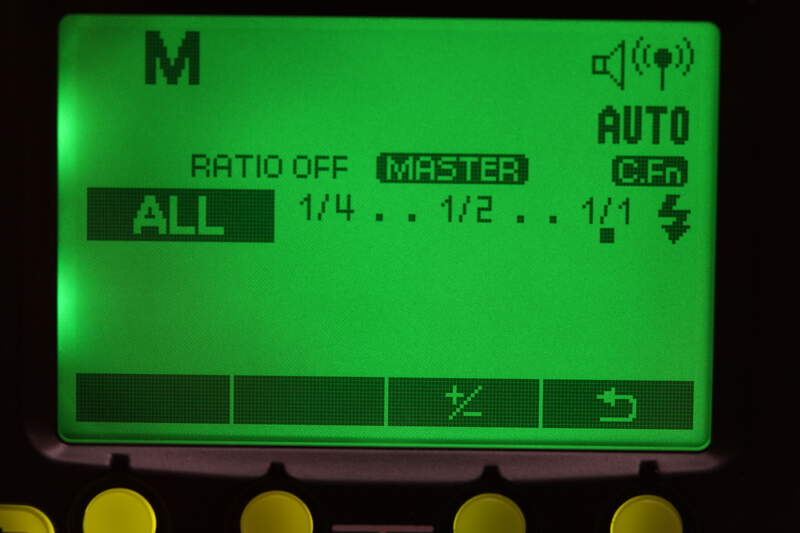 M
AUTO
RATIO OFF MASTER C.Fn
ALL 1/4 . . 1/2 . . 1/1
+/-